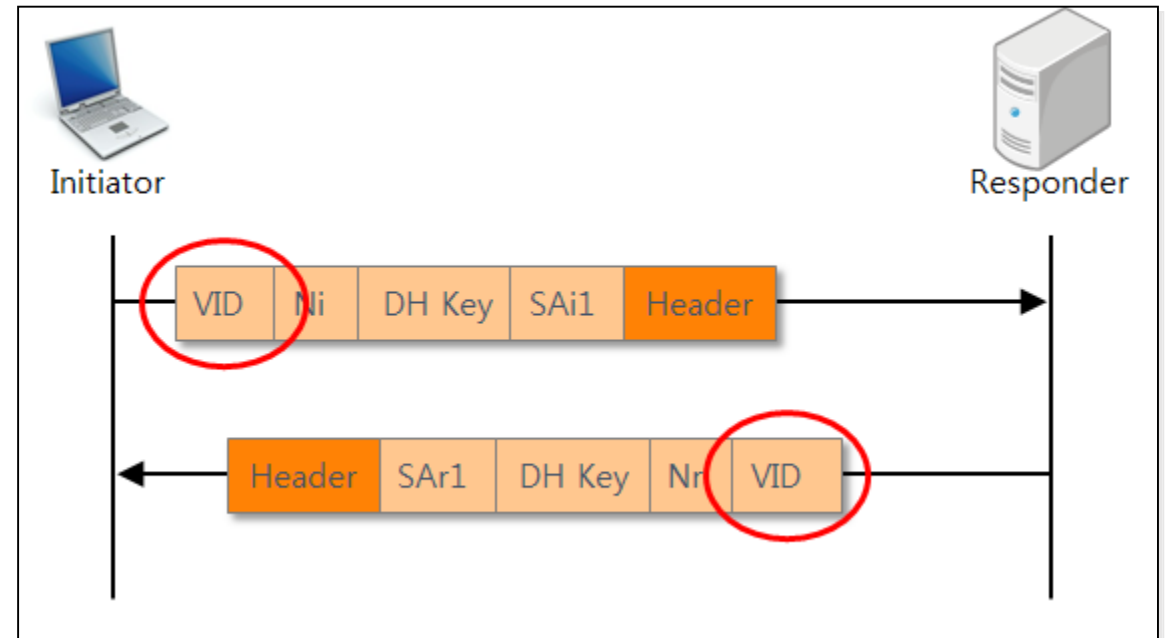 Initiator
Responder
VID Ni DH Key SAi1 Header
Header SAr1 DH Key Nr VID